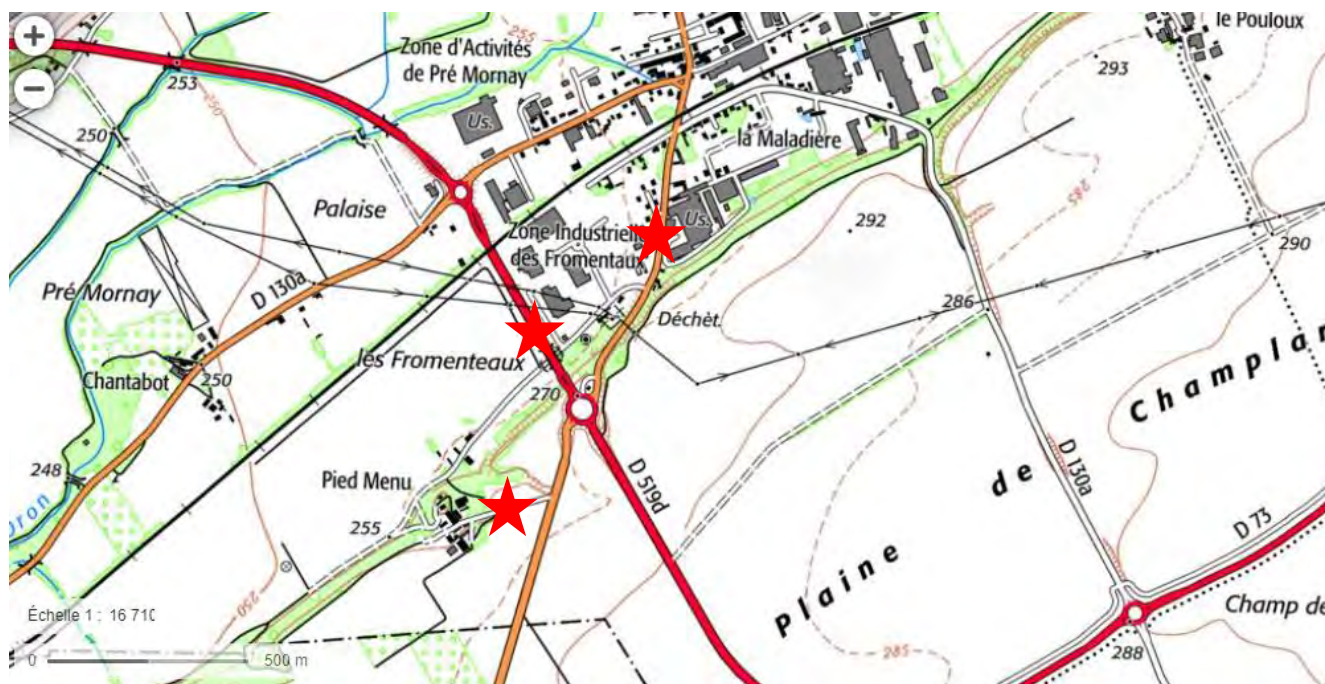 +
−
le Pouloux
Zone d'Activités
de Pré Mornay
255
293
253
250
250
Us.
la Maladière
285
Palaise
Zone Industrielle
des Fromentaux
Us.
292
290
Pré Mornay
D 130a
286
Déchèt.
les Fromenteaux
Chantabot
250
270
Champlan
de
D 130a
248
Pied Menu
D 519d
D 73
255
Plaine
250
Échelle 1 : 16 710
Champ de
285
288
0
500 m